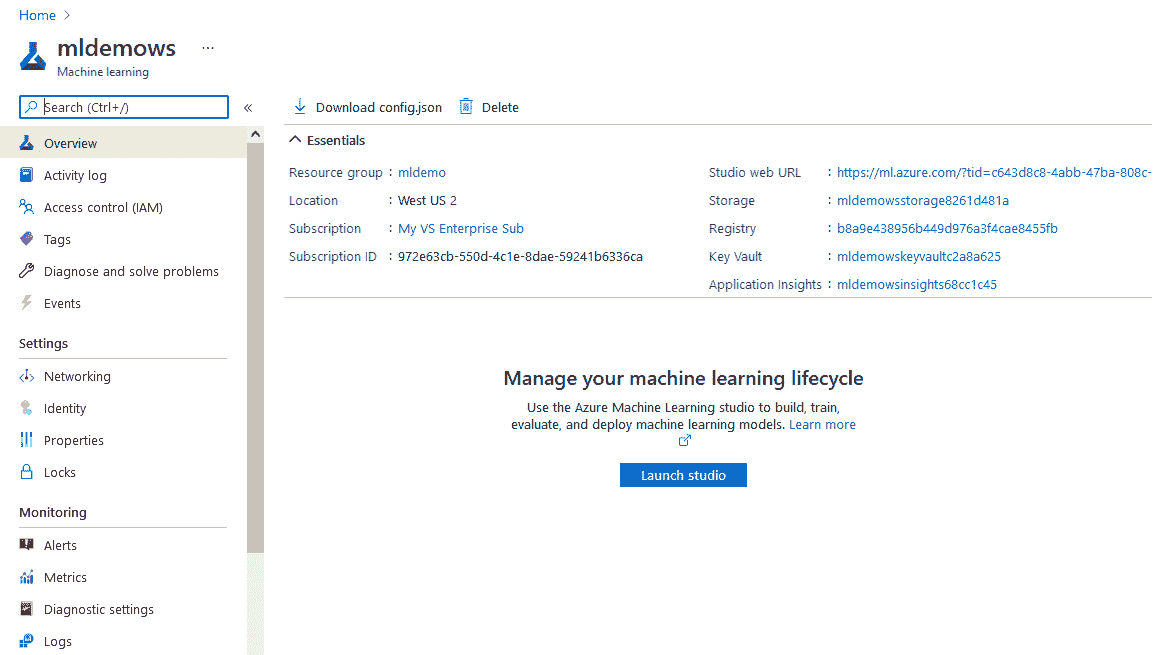 Home
mldemows ...
Machine learning
Search (Ctrl+/)
Overview
Activity log
Access control (IAM)
Tags
Diagnose and solve problems
Events
Settings
Networking
Identity
Properties
Locks
Monitoring
Alerts
Metrics
Diagnostic settings
Logs
Download config.json Delete
Essentials
Resource group : mldemo
Location : West US 2
Subscription : My VS Enterprise Sub
Subscription ID : 972e63cb-550d-4c1e-8dae-59241b6336ca
Studio web URL : https://ml.azure.com/?tid=c643d8c8-4abb-47ba-808c-
Storage : mldemowsstorage8261d481a
Registry : b8a9e438956b449d976a3f4cae8455fb
Key Vault : mldemowskeyvaultc2a8a625
Application Insights : mldemowsinsights68cc1c45
Manage your machine learning lifecycle
Use the Azure Machine Learning studio to build, train,
evaluate, and deploy machine learning models. Learn more
Launch studio